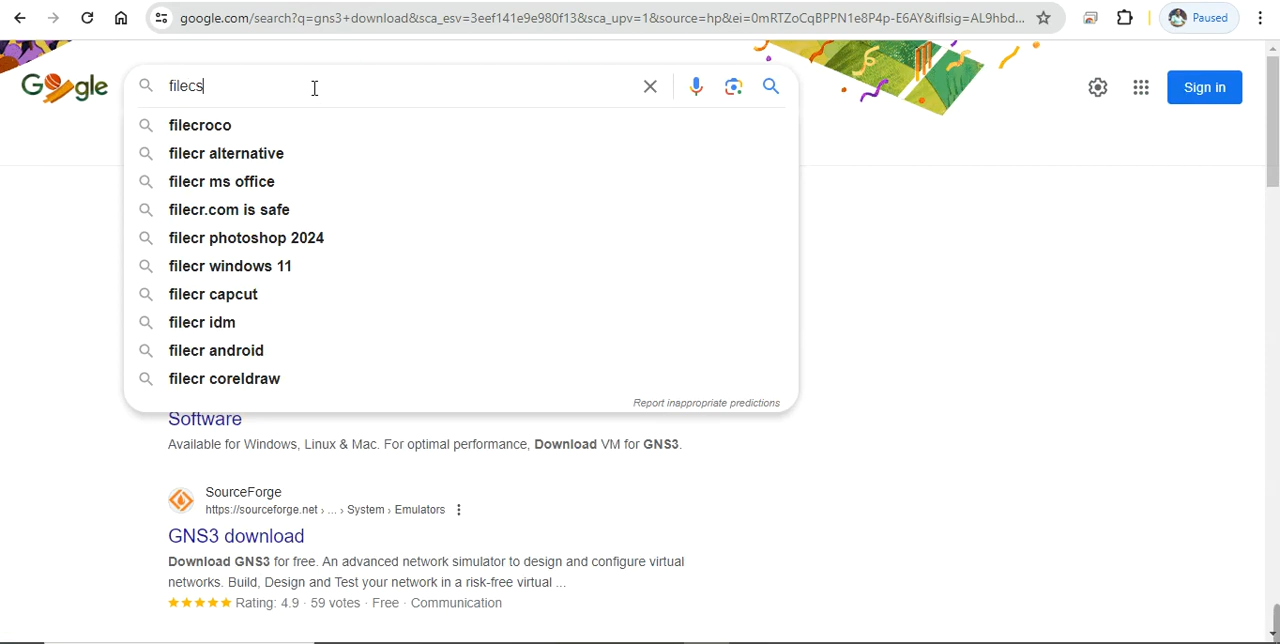 google.com/search?q=gns3+download&sca_esv=3eef141e9e980f13&sca_upv=1&source=hp&ei=0mRTZoCqBPPN1e8P4p-E6AY&iflsig=AL9hbd...
Paused
Google
filecs
Sign in
filecroco
filecr alternative
filecr ms office
filecr.com is safe
filecr photoshop 2024
filecr windows 11
filecr capcut
filecr idm
filecr android
filecr coreldraw
Report inappropriate predictions
Software
Available for Windows, Linux & Mac. For optimal performance, Download VM for GNS3.
SourceForge
https://sourceforge.net › ... › System › Emulators
GNS3 download
Download GNS3 for free. An advanced network simulator to design and configure virtual
networks. Build, Design and Test your network in a risk-free virtual ...
Rating: 4.9 · 59 votes · Free · Communication